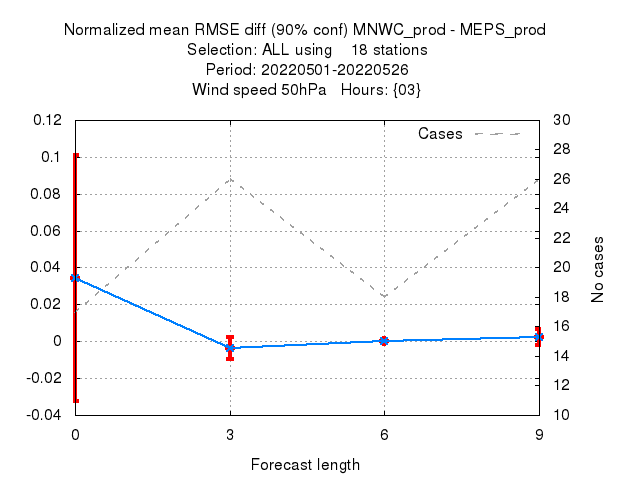 Normalized mean RMSE diff (90% conf) MNWC_prod - MEPS_prod
Selection: ALL using 18 stations
Period: 20220501-20220526
Wind speed 50hPa Hours: {03}
Cases
0.12
0.1
0.08
0.06
0.04
0.02
0
-0.02
-0.04
30
28
26
24
22
20
18
16
14
12
10
No cases
0 3 6 9
Forecast length